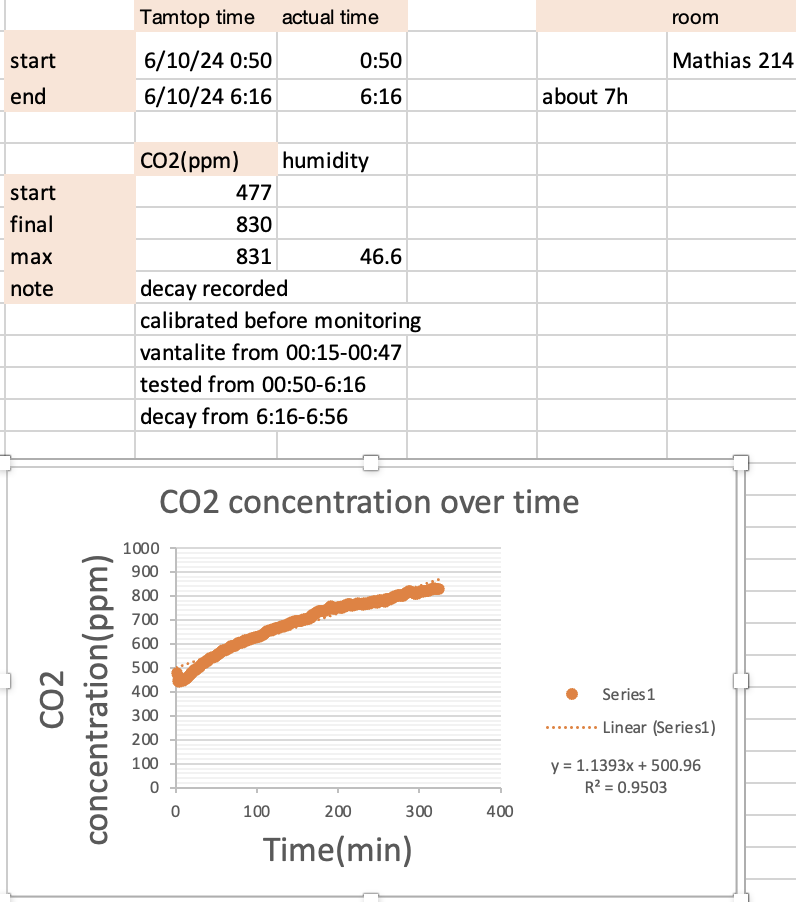 Tamtop time actual time room
start 6/10/24 0:50 0:50 Mathias 214
end 6/10/24 6:16 6:16 about 7h
CO2(ppm) humidity
start 477
final 830
max 831 46.6
note decay recorded
calibrated before monitoring
vantalite from 00:15-00:47
tested from 00:50-6:16
decay from 6:16-6:56
CO2 concentration over time
CO2
concentration(ppm)
1000
900
800
700
600
500
400
300
200
100
0
0 100 200 300 400
Time(min)
Series1
Linear (Series1)
y = 1.1393x + 500.96
R² = 0.9503